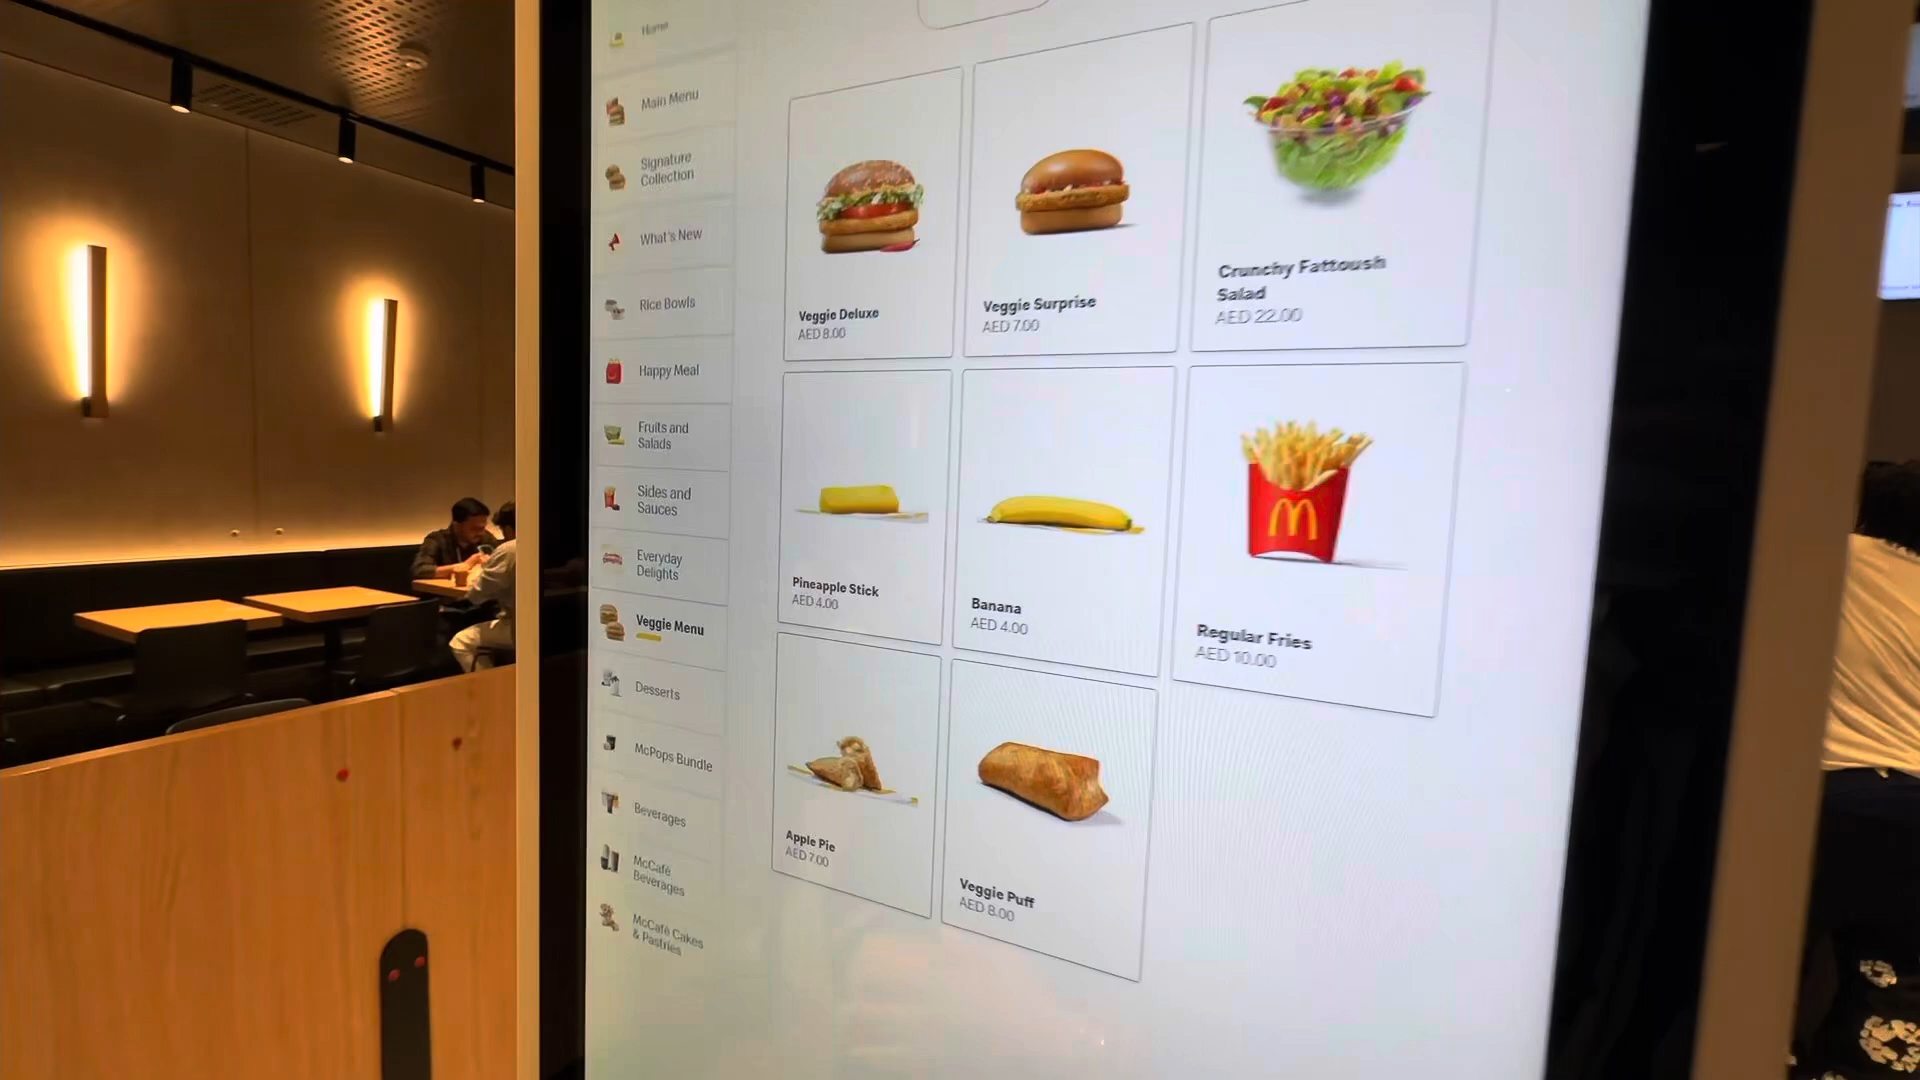 Home
Main Menu
Signature
Collection
What's New
Rice Bowls
Happy Meal
Fruits and
Salads
Sides and
Sauces
Everyday
Delights
Veggie Menu
Desserts
McPops Bundle
Beverages
McCafé
Beverages
McCafé Cakes
& Pastries
Veggie Deluxe
AED 8.00
Veggie Surprise
AED 7.00
Crunchy Fattoush
Salad
AED 22.00
Pineapple Stick
AED 4.00
Banana
AED 4.00
Regular Fries
AED 10.00
Apple Pie
AED 7.00
Veggie Puff
AED 8.00